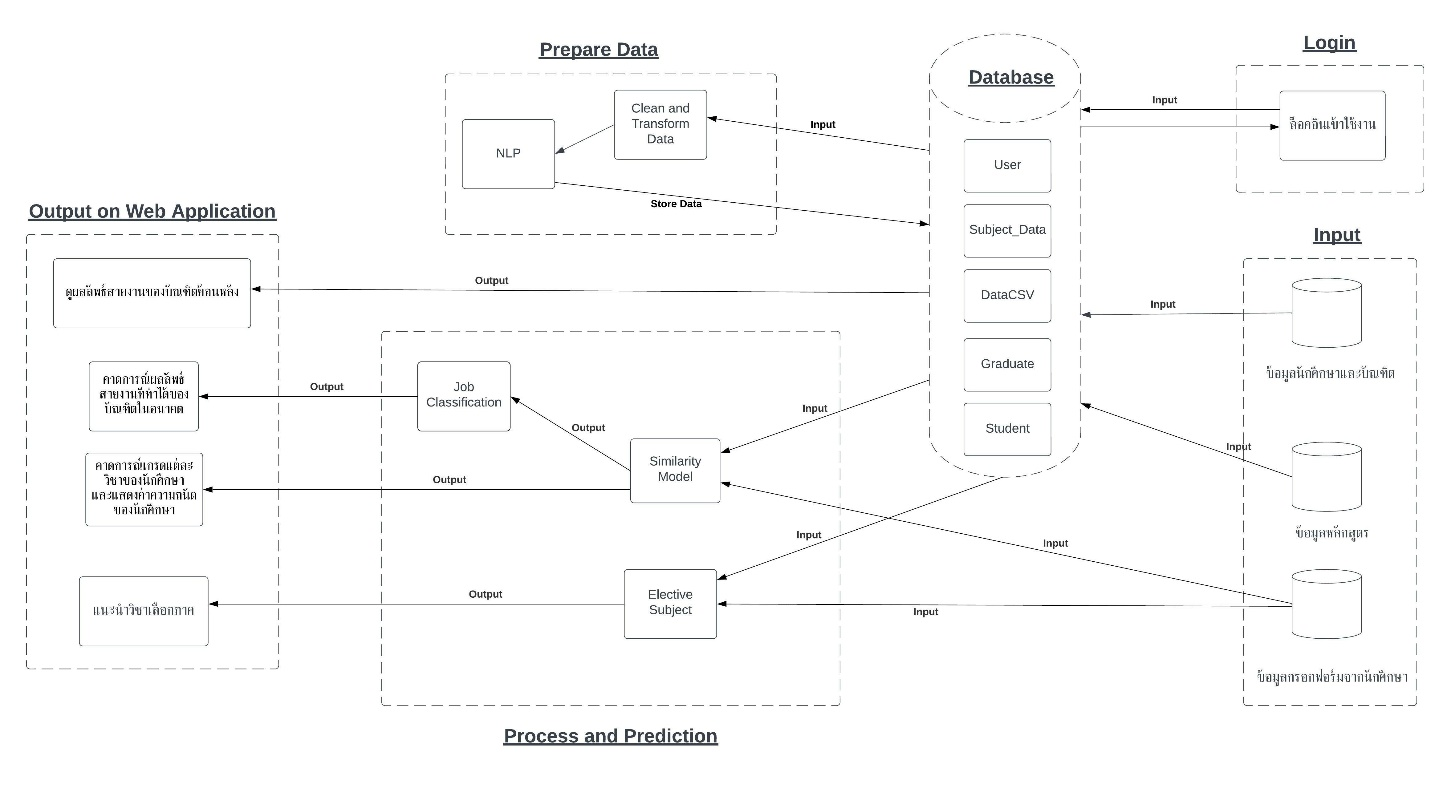 Prepare Data
Clean and
Transform
Data
NLP
Input
Store Data
Database
User
Subject_Data
DataCSV
Graduate
Student
Login
Input
ล็อคอินเข้าใช้งาน
Input
Input
ข้อมูลนักศึกษาและบัณฑิต
Input
ข้อมูลหลักสูตร
ข้อมูลกรอกฟอร์มจากนักศึกษา
Output on Web Application
ดูผลลัพธ์สายงานของบัณฑิตย้อนหลัง
Output
คาดการณ์ผลลัพธ์
สายงานที่ทำได้ของ
บัณฑิตในอนาคต
Output
คาดการณ์เกรดแต่ละ
วิชาของนักศึกษา
และแสดงค่าความถนัด
ของนักศึกษา
Output
แนะนำวิชาเลือกภาค
Output
Job
Classification
Output
Similarity
Model
Input
Elective
Subject
Input
Input
Input
Process and Prediction